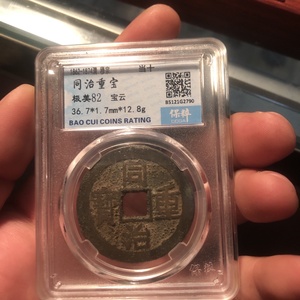 当十
同治重宝
极美82 宝云
36.7*1.7mm*12.8g
BAO CUI COINS RATING
BS121G2790
保粹
同
重
治